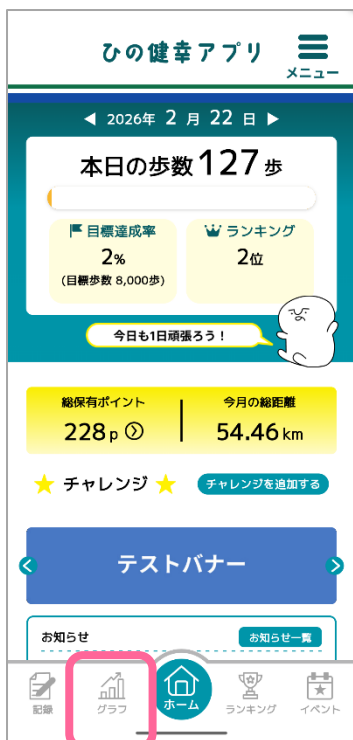 ひの健幸アプリ
メニュー
◀ 2026年 2 月 22 日 ▶
本日の歩数 127 歩
目標達成率
2%
(目標歩数 8,000歩)
ランキング
2位
今日も1日頑張ろう!
総保有ポイント
228 p
今月の総距離
54.46 km
チャレンジ
チャレンジを追加する
テストバナー
お知らせ
お知らせ一覧
記録
グラフ
ホーム
ランキング
イベント